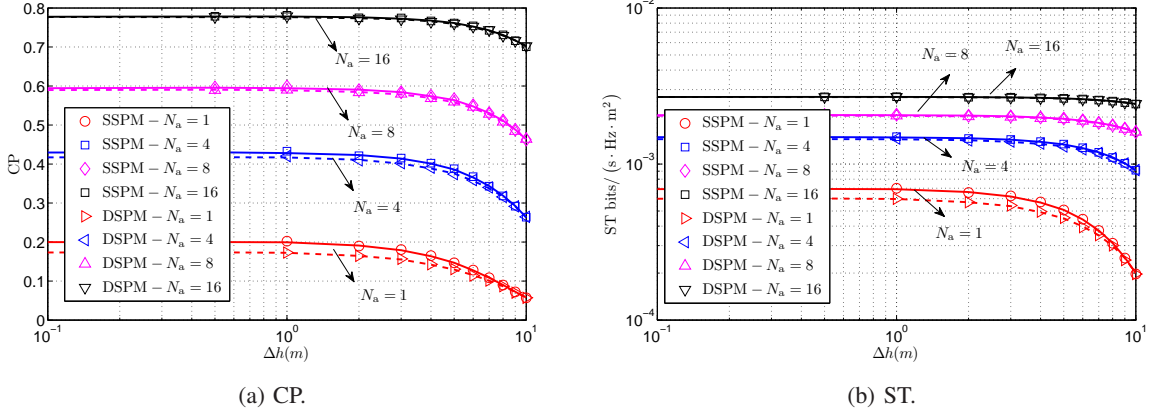 0.8
0.7
0.6
0.5
0.4
0.3
0.2
0.1
0
CP
N_a = 16
N_a = 8
N_a = 4
N_a = 1
SSPM − N_a = 1
SSPM − N_a = 4
SSPM − N_a = 8
SSPM − N_a = 16
DSPM − N_a = 1
DSPM − N_a = 4
DSPM − N_a = 8
DSPM − N_a = 16
10^−1 10^0 10^1
Δh(m)
(a) CP.
10^−2
10^−3
10^−4
ST bits/ (s · Hz · m^2)
N_a = 8
N_a = 16
N_a = 4
N_a = 1
SSPM − N_a = 1
SSPM − N_a = 4
SSPM − N_a = 8
SSPM − N_a = 16
DSPM − N_a = 1
DSPM − N_a = 4
DSPM − N_a = 8
DSPM − N_a = 16
10^−1 10^0 10^1
Δh(m)
(b) ST.